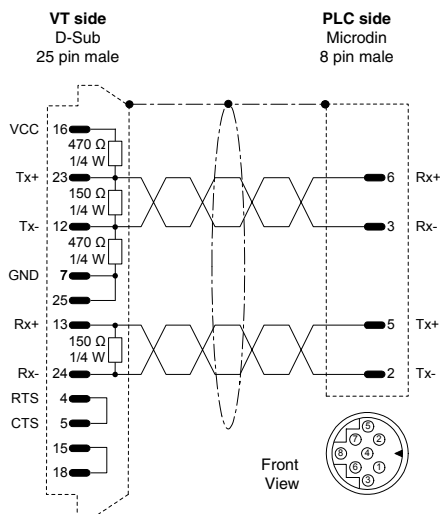 VT side
D-Sub
25 pin male
PLC side
Microdin
8 pin male
VCC 16
470 Ω
1/4 W
Tx+ 23
6 Rx+
150 Ω
1/4 W
Tx- 12
3 Rx-
470 Ω
1/4 W
GND 7
25
Rx+ 13
5 Tx+
150 Ω
1/4 W
Rx- 24
2 Tx-
RTS 4
CTS 5
15
18
Front
View
5
7 2
8 4
6 1
3